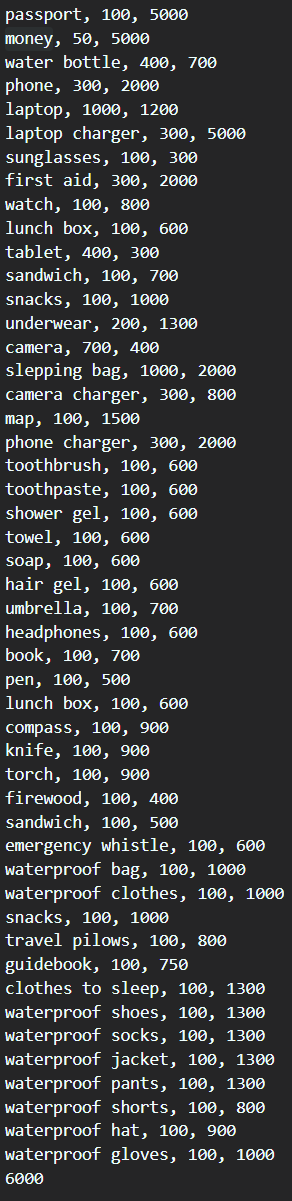 passport, 100, 5000
money, 50, 5000
water bottle, 400, 700
phone, 300, 2000
laptop, 1000, 1200
laptop charger, 300, 5000
sunglasses, 100, 300
first aid, 300, 2000
watch, 100, 800
lunch box, 100, 600
tablet, 400, 300
sandwich, 100, 700
snacks, 100, 1000
underwear, 200, 1300
camera, 700, 400
slepping bag, 1000, 2000
camera charger, 300, 800
map, 100, 1500
phone charger, 300, 2000
toothbrush, 100, 600
toothpaste, 100, 600
shower gel, 100, 600
towel, 100, 600
soap, 100, 600
hair gel, 100, 600
umbrella, 100, 700
headphones, 100, 600
book, 100, 700
pen, 100, 500
lunch box, 100, 600
compass, 100, 900
knife, 100, 900
torch, 100, 900
firewood, 100, 400
sandwich, 100, 500
emergency whistle, 100, 600
waterproof bag, 100, 1000
waterproof clothes, 100, 1000
snacks, 100, 1000
travel pilows, 100, 800
guidebook, 100, 750
clothes to sleep, 100, 1300
waterproof shoes, 100, 1300
waterproof socks, 100, 1300
waterproof jacket, 100, 1300
waterproof pants, 100, 1300
waterproof shorts, 100, 800
waterproof hat, 100, 900
waterproof gloves, 100, 1000
6000